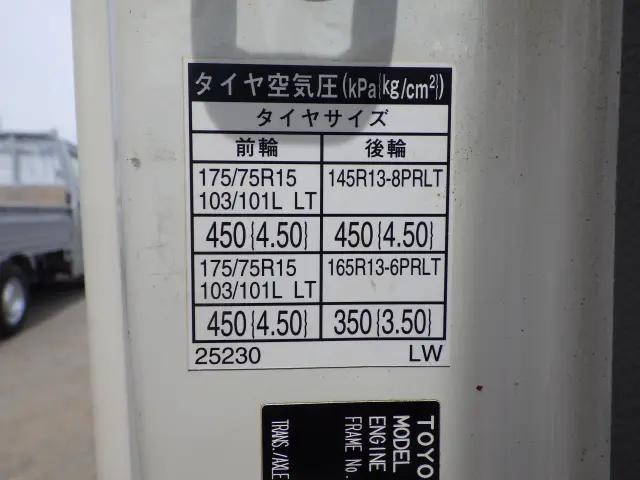 タイヤ空気圧(kPa{kg/cm²})
タイヤサイズ
前輪 後輪
175/75R15 145R13-8PRLT
103/101L LT
450{4.50} 450{4.50}
175/75R15 165R13-6PRLT
103/101L LT
450{4.50} 350{3.50}
25230 LW
TOYO
MODEL
ENGINE
FRAME No.
TRANS./AXLE